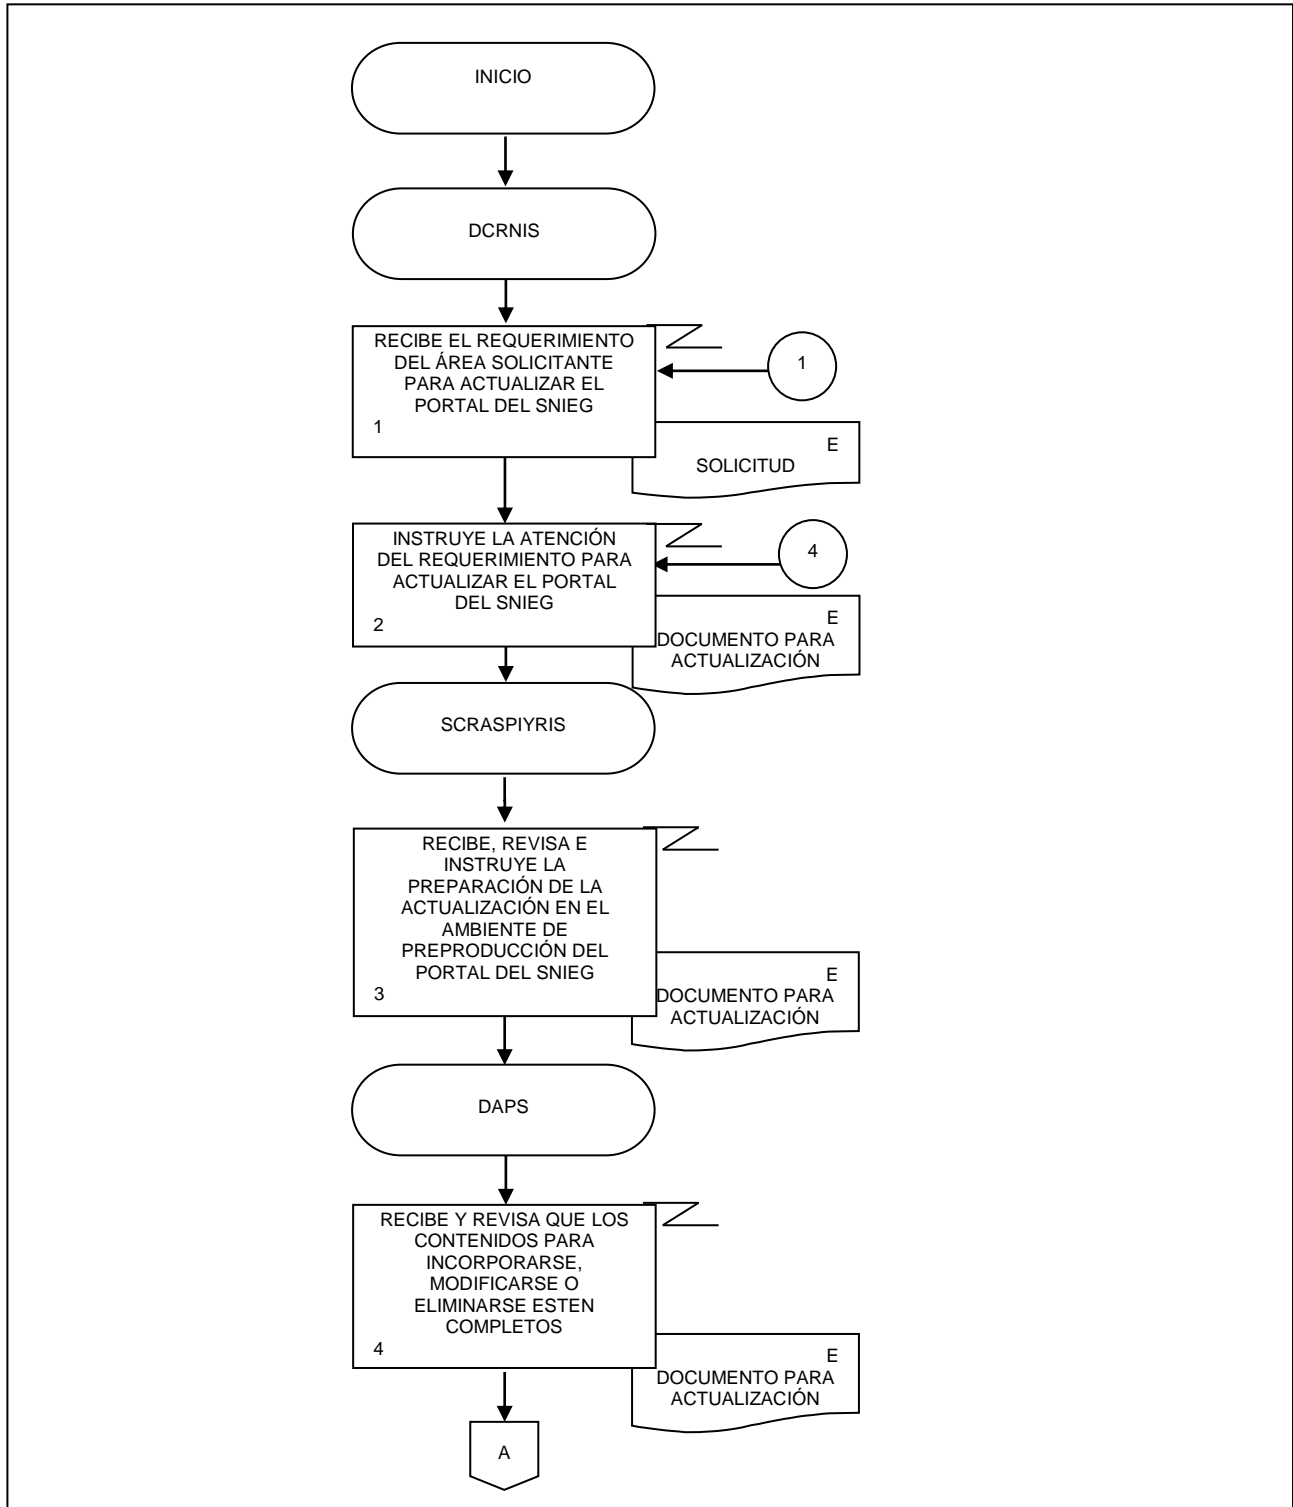 INICIO
DCRNIS
RECIBE EL REQUERIMIENTO
DEL ÁREA SOLICITANTE
PARA ACTUALIZAR EL
PORTAL DEL SNIEG
1
1
E
SOLICITUD
INSTRUYE LA ATENCIÓN
DEL REQUERIMIENTO PARA
ACTUALIZAR EL PORTAL
DEL SNIEG
2
4
E
DOCUMENTO PARA
ACTUALIZACIÓN
SCRASPIYRIS
RECIBE, REVISA E
INSTRUYE LA
PREPARACIÓN DE LA
ACTUALIZACIÓN EN EL
AMBIENTE DE
PREPRODUCCIÓN DEL
PORTAL DEL SNIEG
3
E
DOCUMENTO PARA
ACTUALIZACIÓN
DAPS
RECIBE Y REVISA QUE LOS
CONTENIDOS PARA
INCORPORARSE,
MODIFICARSE O
ELIMINARSE ESTEN
COMPLETOS
4
E
DOCUMENTO PARA
ACTUALIZACIÓN
A